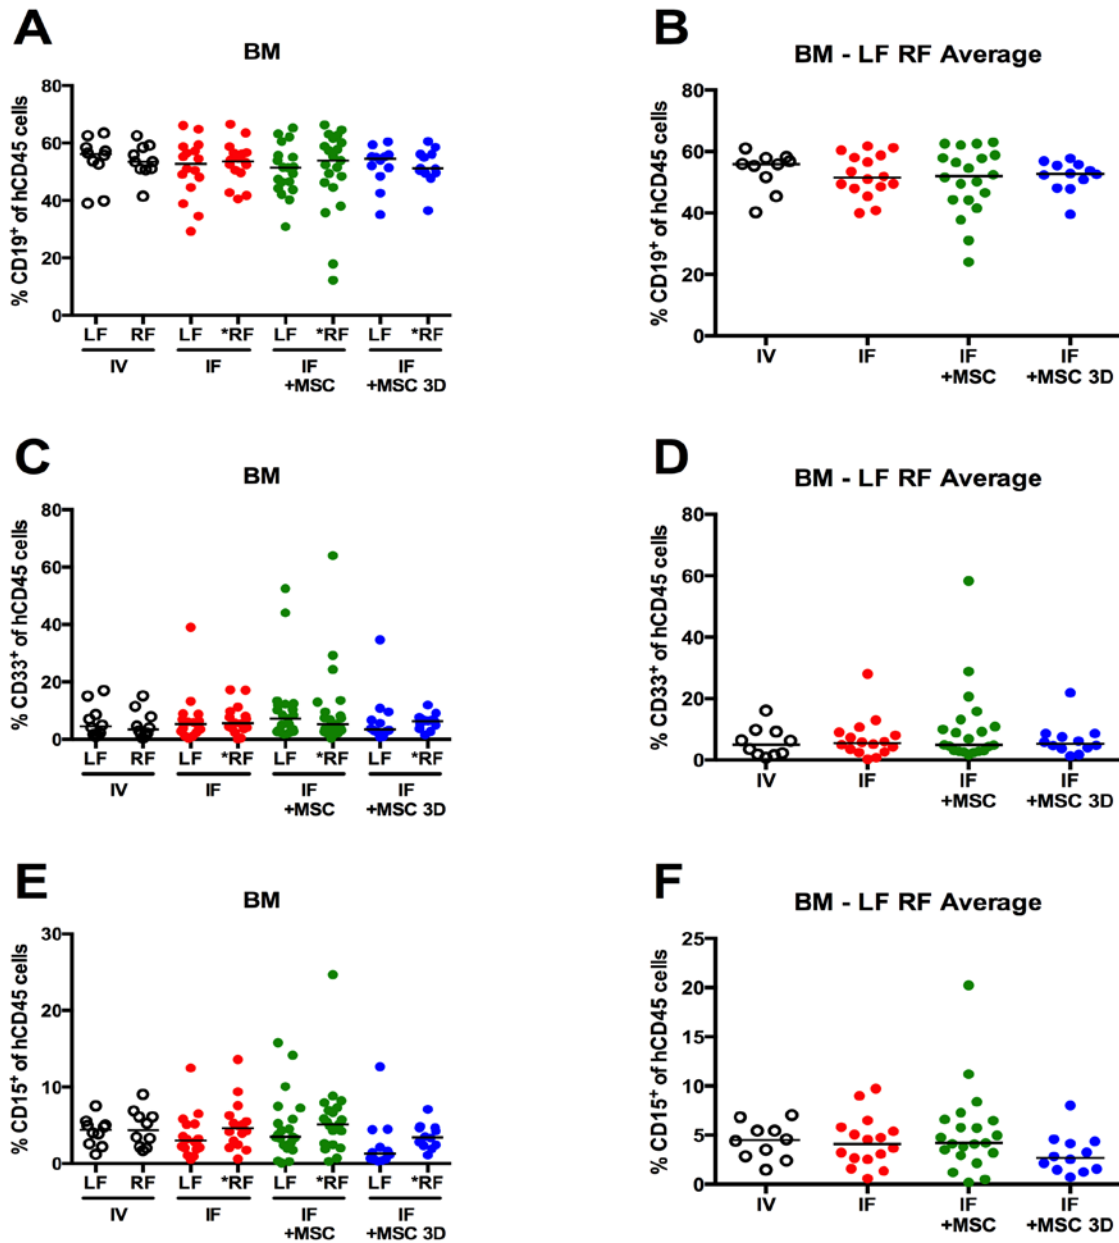 A
BM
% CD19⁺ of hCD45 cells
80
60
40
20
0
LF RF LF *RF LF *RF LF *RF
IV IF IF IF
+MSC +MSC 3D
B
BM - LF RF Average
% CD19⁺ of hCD45 cells
80
60
40
20
0
IV IF IF IF
+MSC +MSC 3D
C
BM
% CD33⁺ of hCD45 cells
80
60
40
20
0
LF RF LF *RF LF *RF LF *RF
IV IF IF IF
+MSC +MSC 3D
D
BM - LF RF Average
% CD33⁺ of hCD45 cells
80
60
40
20
0
IV IF IF IF
+MSC +MSC 3D
E
BM
% CD15⁺ of hCD45 cells
30
20
10
0
LF RF LF *RF LF *RF LF *RF
IV IF IF IF
+MSC +MSC 3D
F
BM - LF RF Average
% CD15⁺ of hCD45 cells
25
20
15
10
5
0
IV IF IF IF
+MSC +MSC 3D